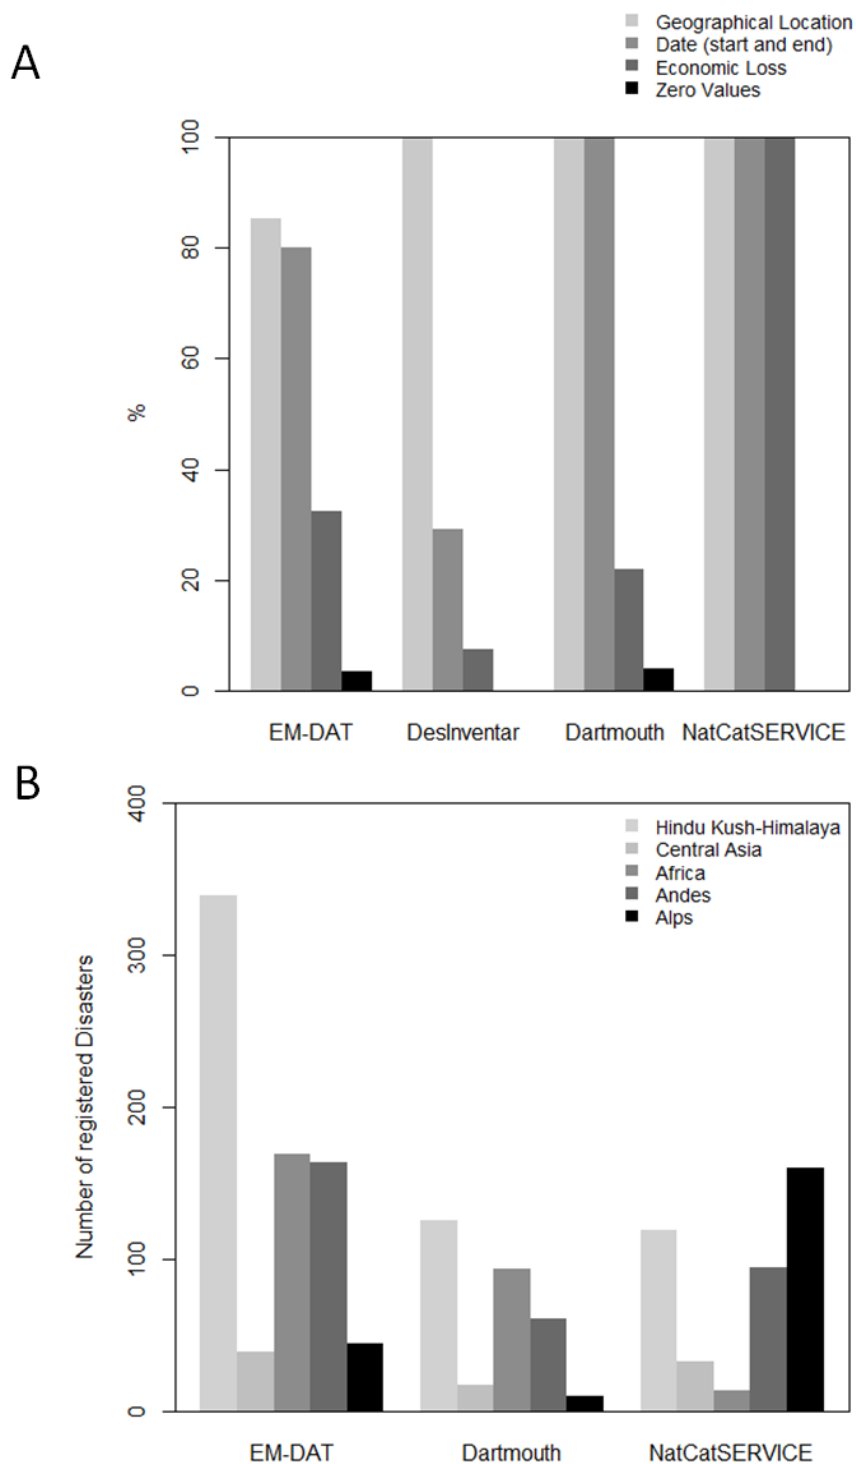 A
Geographical Location
Date (start and end)
Economic Loss
Zero Values
100
80
60
40
20
0
%
EM-DAT DesInventar Dartmouth NatCatSERVICE
B
Hindu Kush-Himalaya
Central Asia
Africa
Andes
Alps
400
300
200
100
0
Number of registered Disasters
EM-DAT Dartmouth NatCatSERVICE